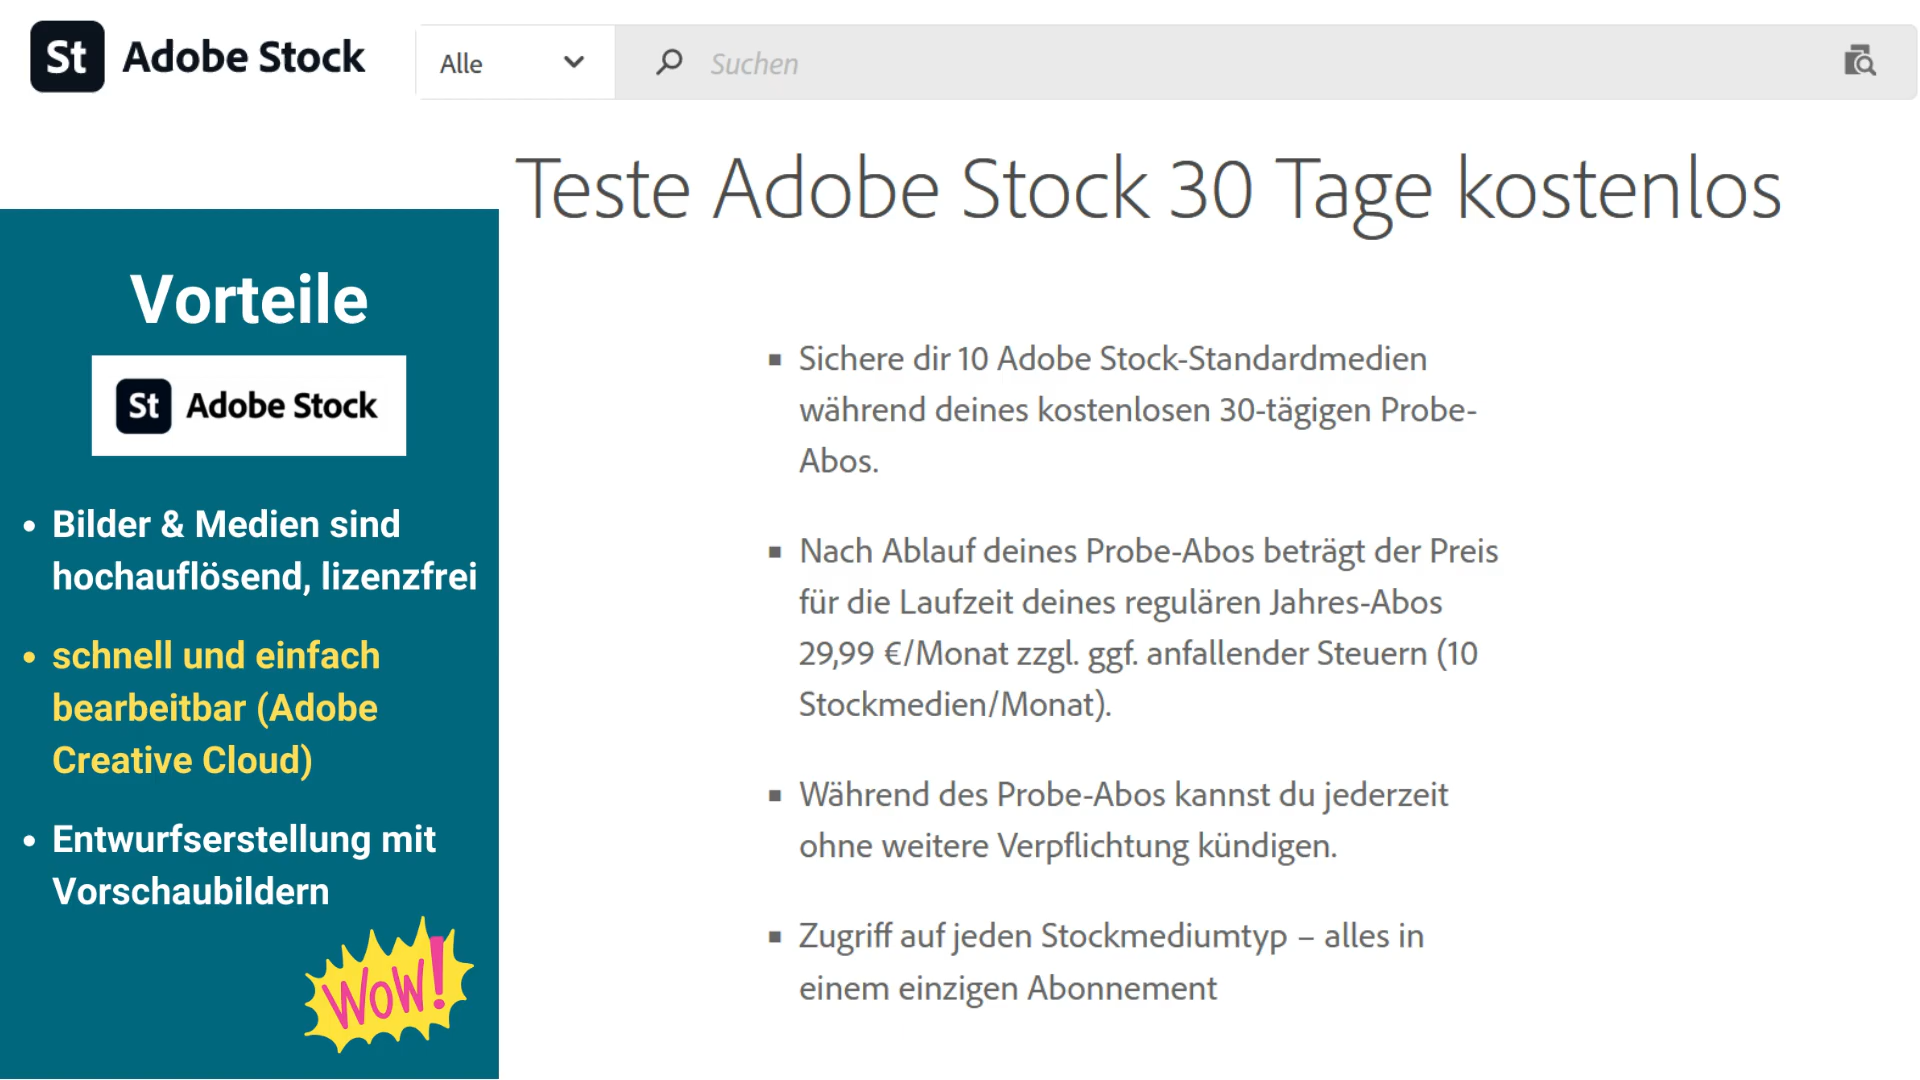 St Adobe Stock
Alle
Suchen
Teste Adobe Stock 30 Tage kostenlos
Vorteile
St Adobe Stock
• Bilder & Medien sind
hochauflösend, lizenzfrei
• schnell und einfach
bearbeitbar (Adobe
Creative Cloud)
• Entwurfserstellung mit
Vorschaubildern
WOW!
▪ Sichere dir 10 Adobe Stock-Standardmedien
während deines kostenlosen 30-tägigen Probe-
Abos.
▪ Nach Ablauf deines Probe-Abos beträgt der Preis
für die Laufzeit deines regulären Jahres-Abos
29,99 €/Monat zzgl. ggf. anfallender Steuern (10
Stockmedien/Monat).
▪ Während des Probe-Abos kannst du jederzeit
ohne weitere Verpflichtung kündigen.
▪ Zugriff auf jeden Stockmediumtyp – alles in
einem einzigen Abonnement